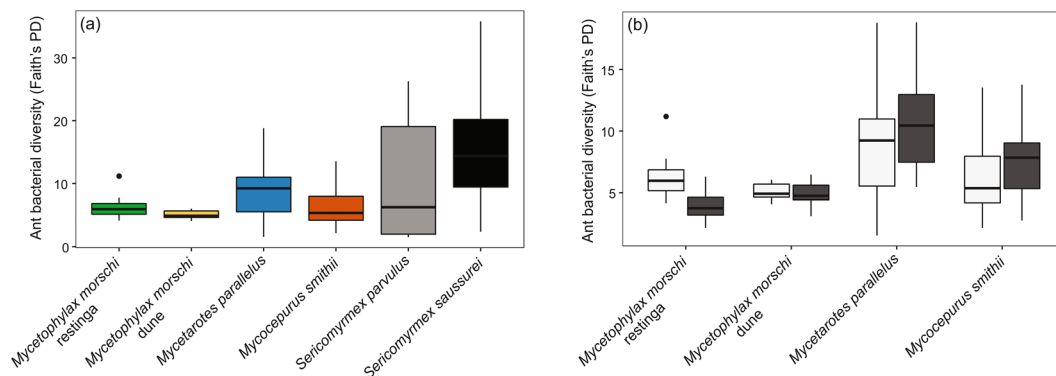 (a)
Ant bacterial diversity (Faith's PD)
30
20
10
0
Mycetophylax morschi
restinga
Mycetophylax morschi
dune
Mycetarotes parallelus
Mycocepurus smithii
Sericomyrmex parvulus
Sericomyrmex saussurei
(b)
Ant bacterial diversity (Faith's PD)
15
10
5
Mycetophylax morschi
restinga
Mycetophylax morschi
dune
Mycetarotes parallelus
Mycocepurus smithii